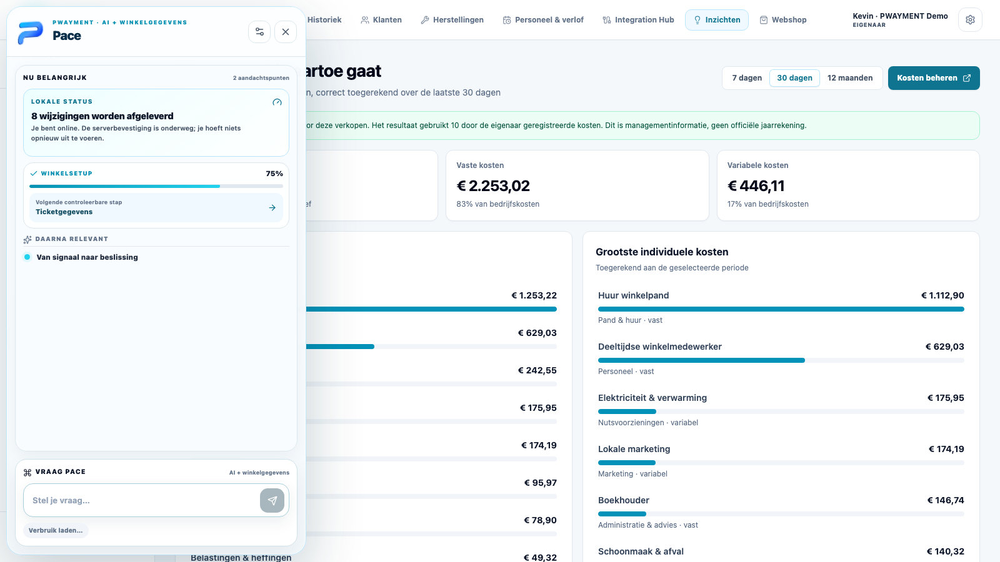 PWAYMENT · AI + WINKELGEGEVENS
Pace
NU BELANGRIJK
2 aandachtspunten
LOKALE STATUS
8 wijzigingen worden afgeleverd
Je bent online. De serverbevestiging is onderweg; je hoeft niets
opnieuw uit te voeren.
WINKELSETUP
75%
Volgende controleerbare stap
Ticketgegevens
DAARNA RELEVANT
Van signaal naar beslissing
VRAAG PACE
AI + winkelgegevens
Stel je vraag...
Verbruik laden...
Historiek
Klanten
Herstellingen
Personeel & verlof
Integration Hub
Inzichten
Webshop
Kevin · PWAYMENT Demo
EIGENAAR
artoe gaat
n, correct toegerekend over de laatste 30 dagen
7 dagen
30 dagen
12 maanden
Kosten beheren
or deze verkopen. Het resultaat gebruikt 10 door de eigenaar geregistreerde kosten. Dit is managementinformatie, geen officiële jaarrekening.
ef
Vaste kosten
€ 2.253,02
83% van bedrijfskosten
Variabele kosten
€ 446,11
17% van bedrijfskosten
€ 1.253,22
€ 629,03
€ 242,55
€ 175,95
€ 174,19
€ 95,97
€ 78,90
Belastingen & heffingen
€ 49,32
Grootste individuele kosten
Toegerekend aan de geselecteerde periode
Huur winkelpand
€ 1.112,90
Pand & huur · vast
Deeltijdse winkelmedewerker
€ 629,03
Personeel · vast
Elektriciteit & verwarming
€ 175,95
Nutsvoorzieningen · variabel
Lokale marketing
€ 174,19
Marketing · variabel
Boekhouder
€ 146,74
Administratie & advies · vast
Schoonmaak & afval
€ 140,32